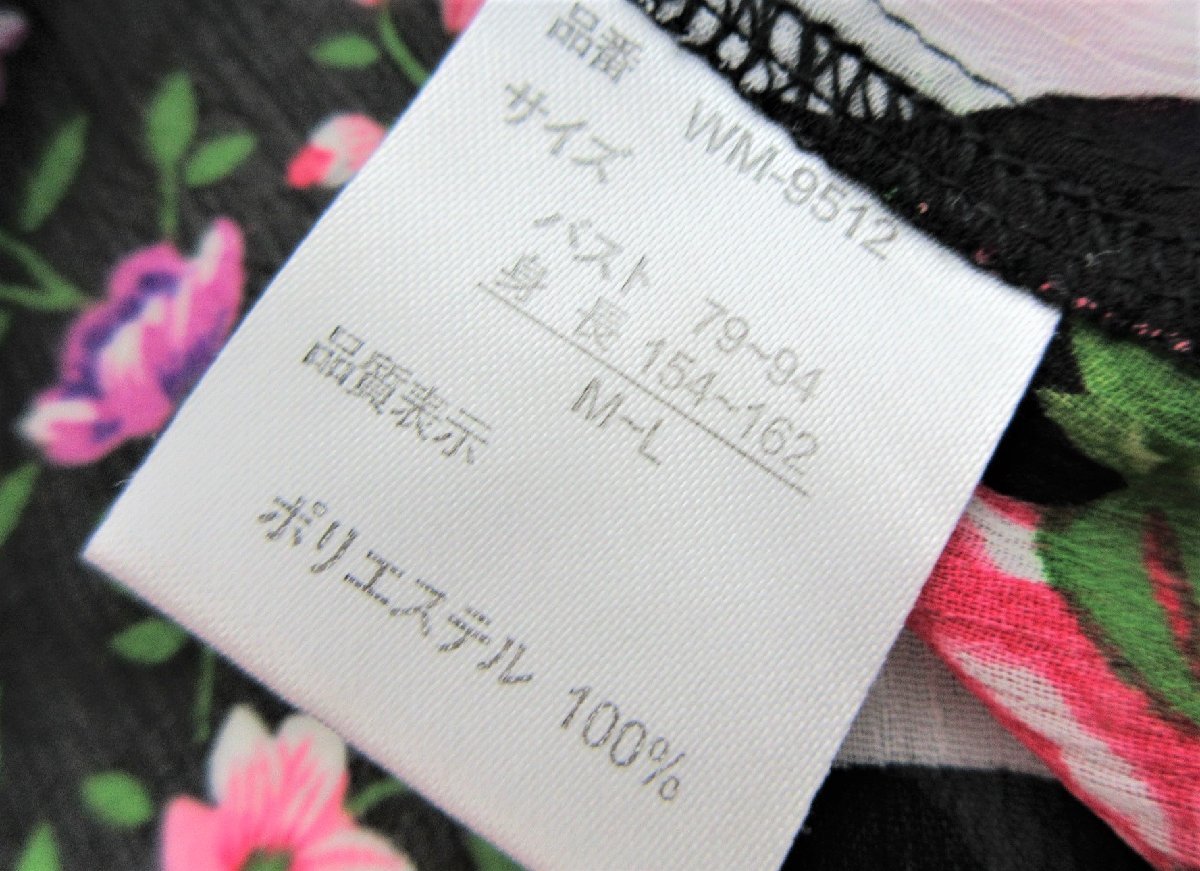 品番 WM-9512
サイズ
バスト 79~94
身長 154~162
M~L
品質表示
ポリエステル 100%